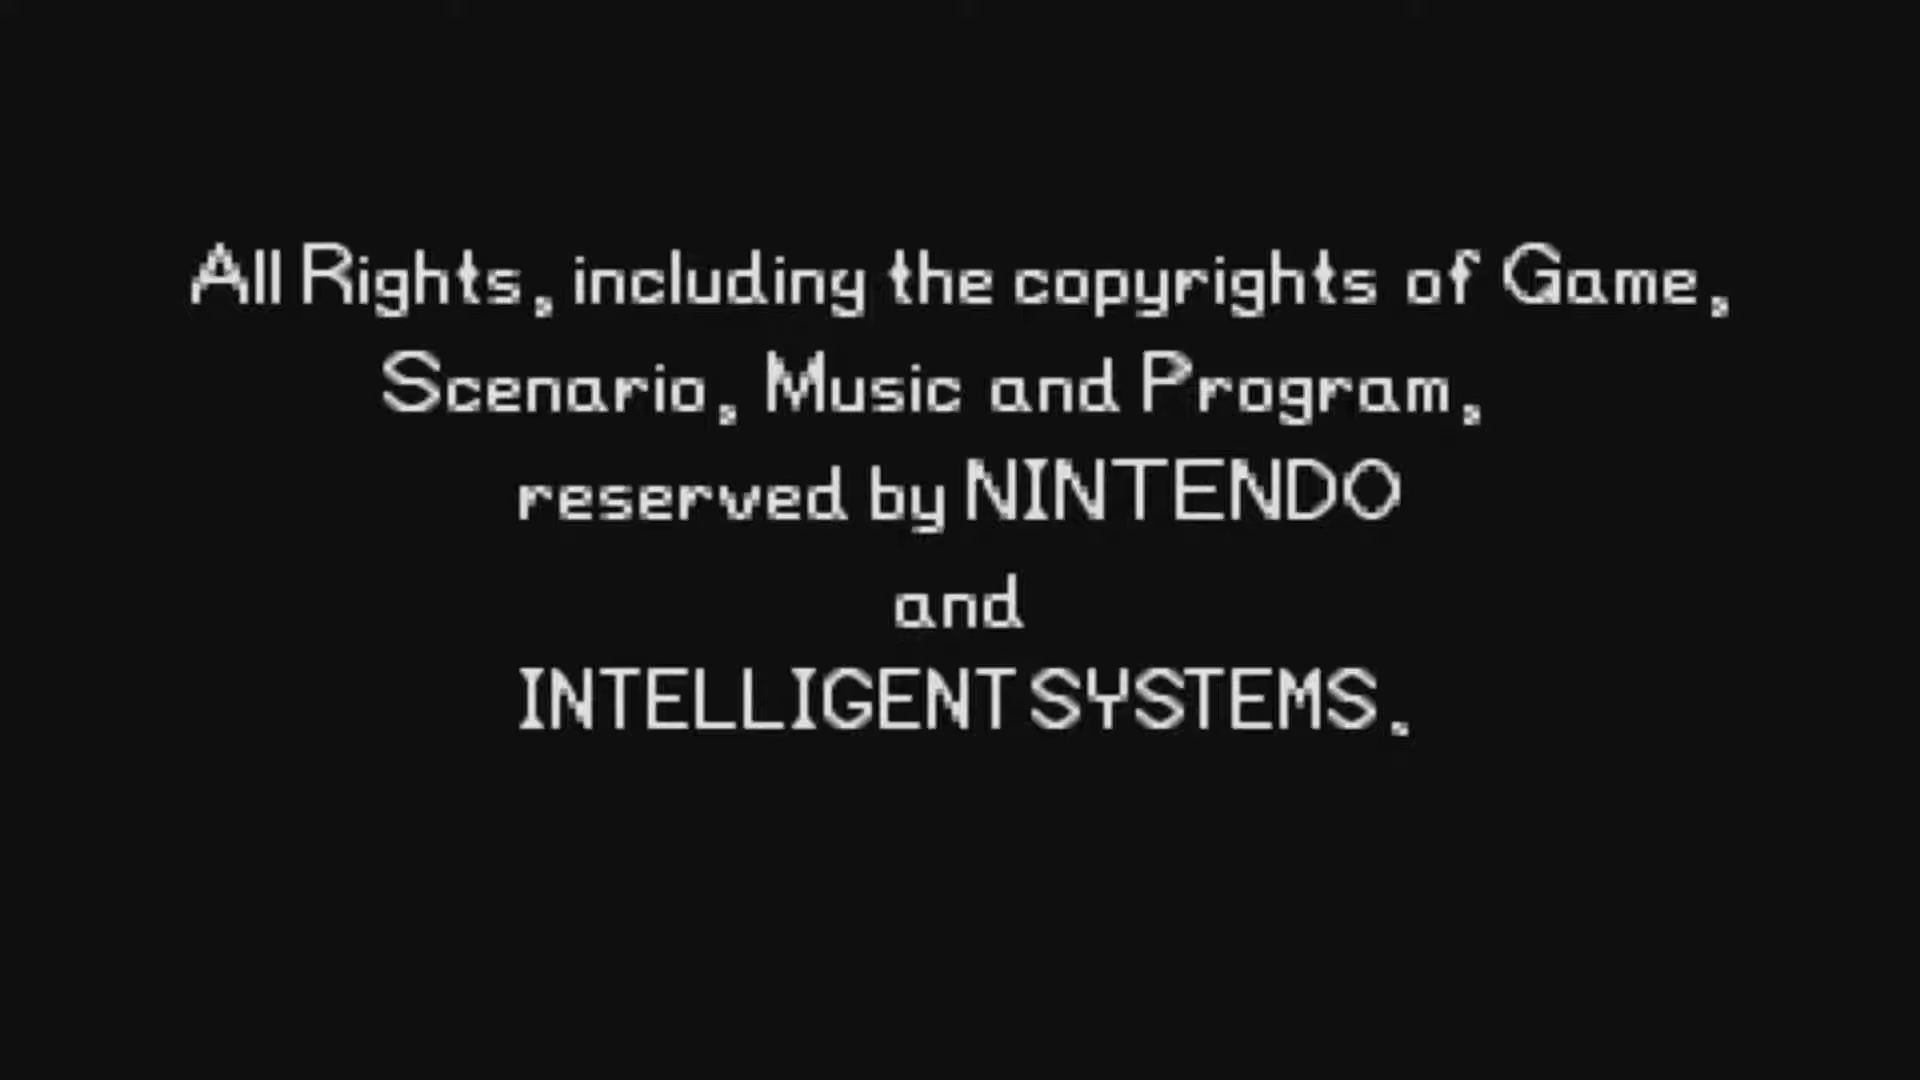 All Rights, including the copyrights of Game,
Scenario, Music and Program,
reserved by NINTENDO
and
INTELLIGENT SYSTEMS.